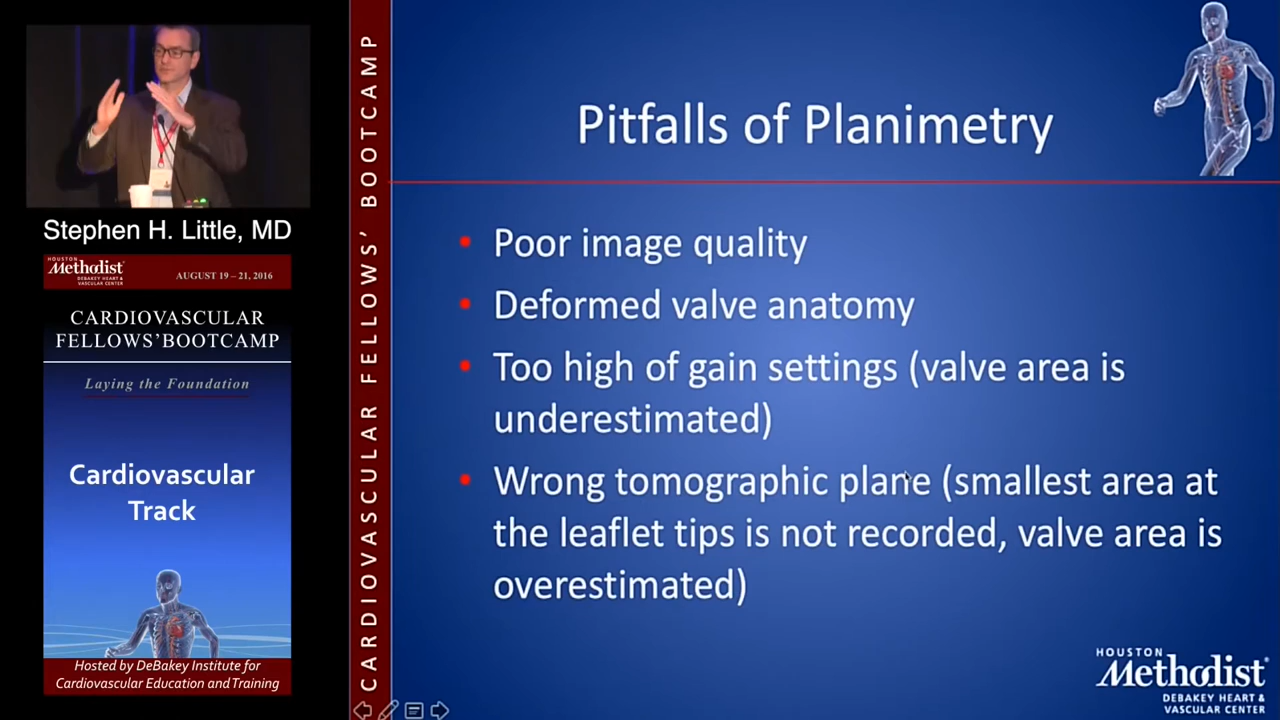 Stephen H. Little, MD
HOUSTON
Methodist
DEBAKEY HEART &
VASCULAR CENTER
AUGUST 19 – 21, 2016
CARDIOVASCULAR
FELLOWS’BOOTCAMP
Laying the Foundation
Cardiovascular
Track
Hosted by DeBakey Institute for
Cardiovascular Education and Training
CARDIOVASCULAR FELLOWS’ BOOTCAMP
Pitfalls of Planimetry
• Poor image quality
• Deformed valve anatomy
• Too high of gain settings (valve area is
underestimated)
• Wrong tomographic plane (smallest area at
the leaflet tips is not recorded, valve area is
overestimated)
HOUSTON
Methodist®
DEBAKEY HEART &
VASCULAR CENTER